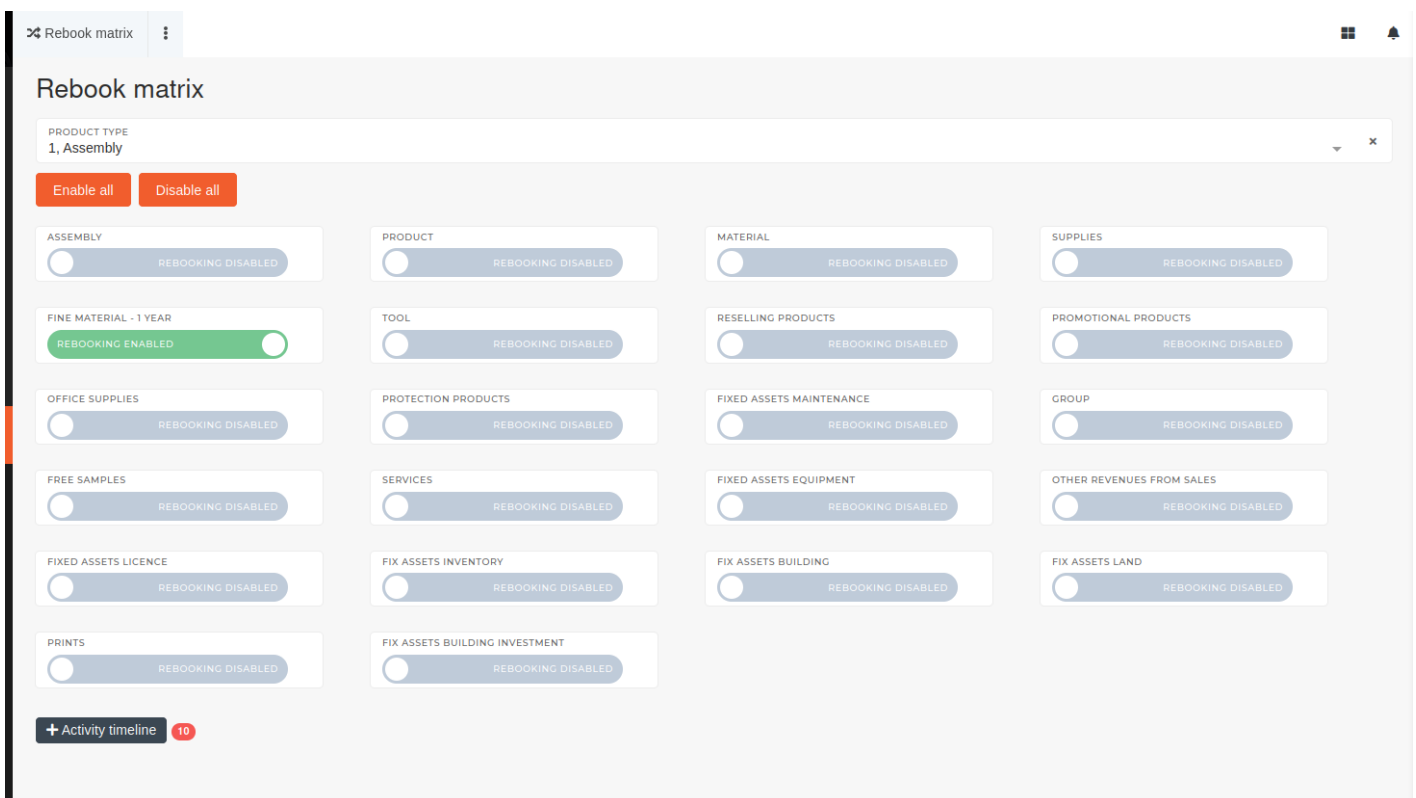 Rebook matrix
Rebook matrix
PRODUCT TYPE
1, Assembly
Enable all
Disable all
ASSEMBLY
REBOOKING DISABLED
PRODUCT
REBOOKING DISABLED
MATERIAL
REBOOKING DISABLED
SUPPLIES
REBOOKING DISABLED
FINE MATERIAL - 1 YEAR
REBOOKING ENABLED
TOOL
REBOOKING DISABLED
RESELLING PRODUCTS
REBOOKING DISABLED
PROMOTIONAL PRODUCTS
REBOOKING DISABLED
OFFICE SUPPLIES
REBOOKING DISABLED
PROTECTION PRODUCTS
REBOOKING DISABLED
FIXED ASSETS MAINTENANCE
REBOOKING DISABLED
GROUP
REBOOKING DISABLED
FREE SAMPLES
REBOOKING DISABLED
SERVICES
REBOOKING DISABLED
FIXED ASSETS EQUIPMENT
REBOOKING DISABLED
OTHER REVENUES FROM SALES
REBOOKING DISABLED
FIXED ASSETS LICENCE
REBOOKING DISABLED
FIX ASSETS INVENTORY
REBOOKING DISABLED
FIX ASSETS BUILDING
REBOOKING DISABLED
FIX ASSETS LAND
REBOOKING DISABLED
PRINTS
REBOOKING DISABLED
FIX ASSETS BUILDING INVESTMENT
REBOOKING DISABLED
Activity timeline 10